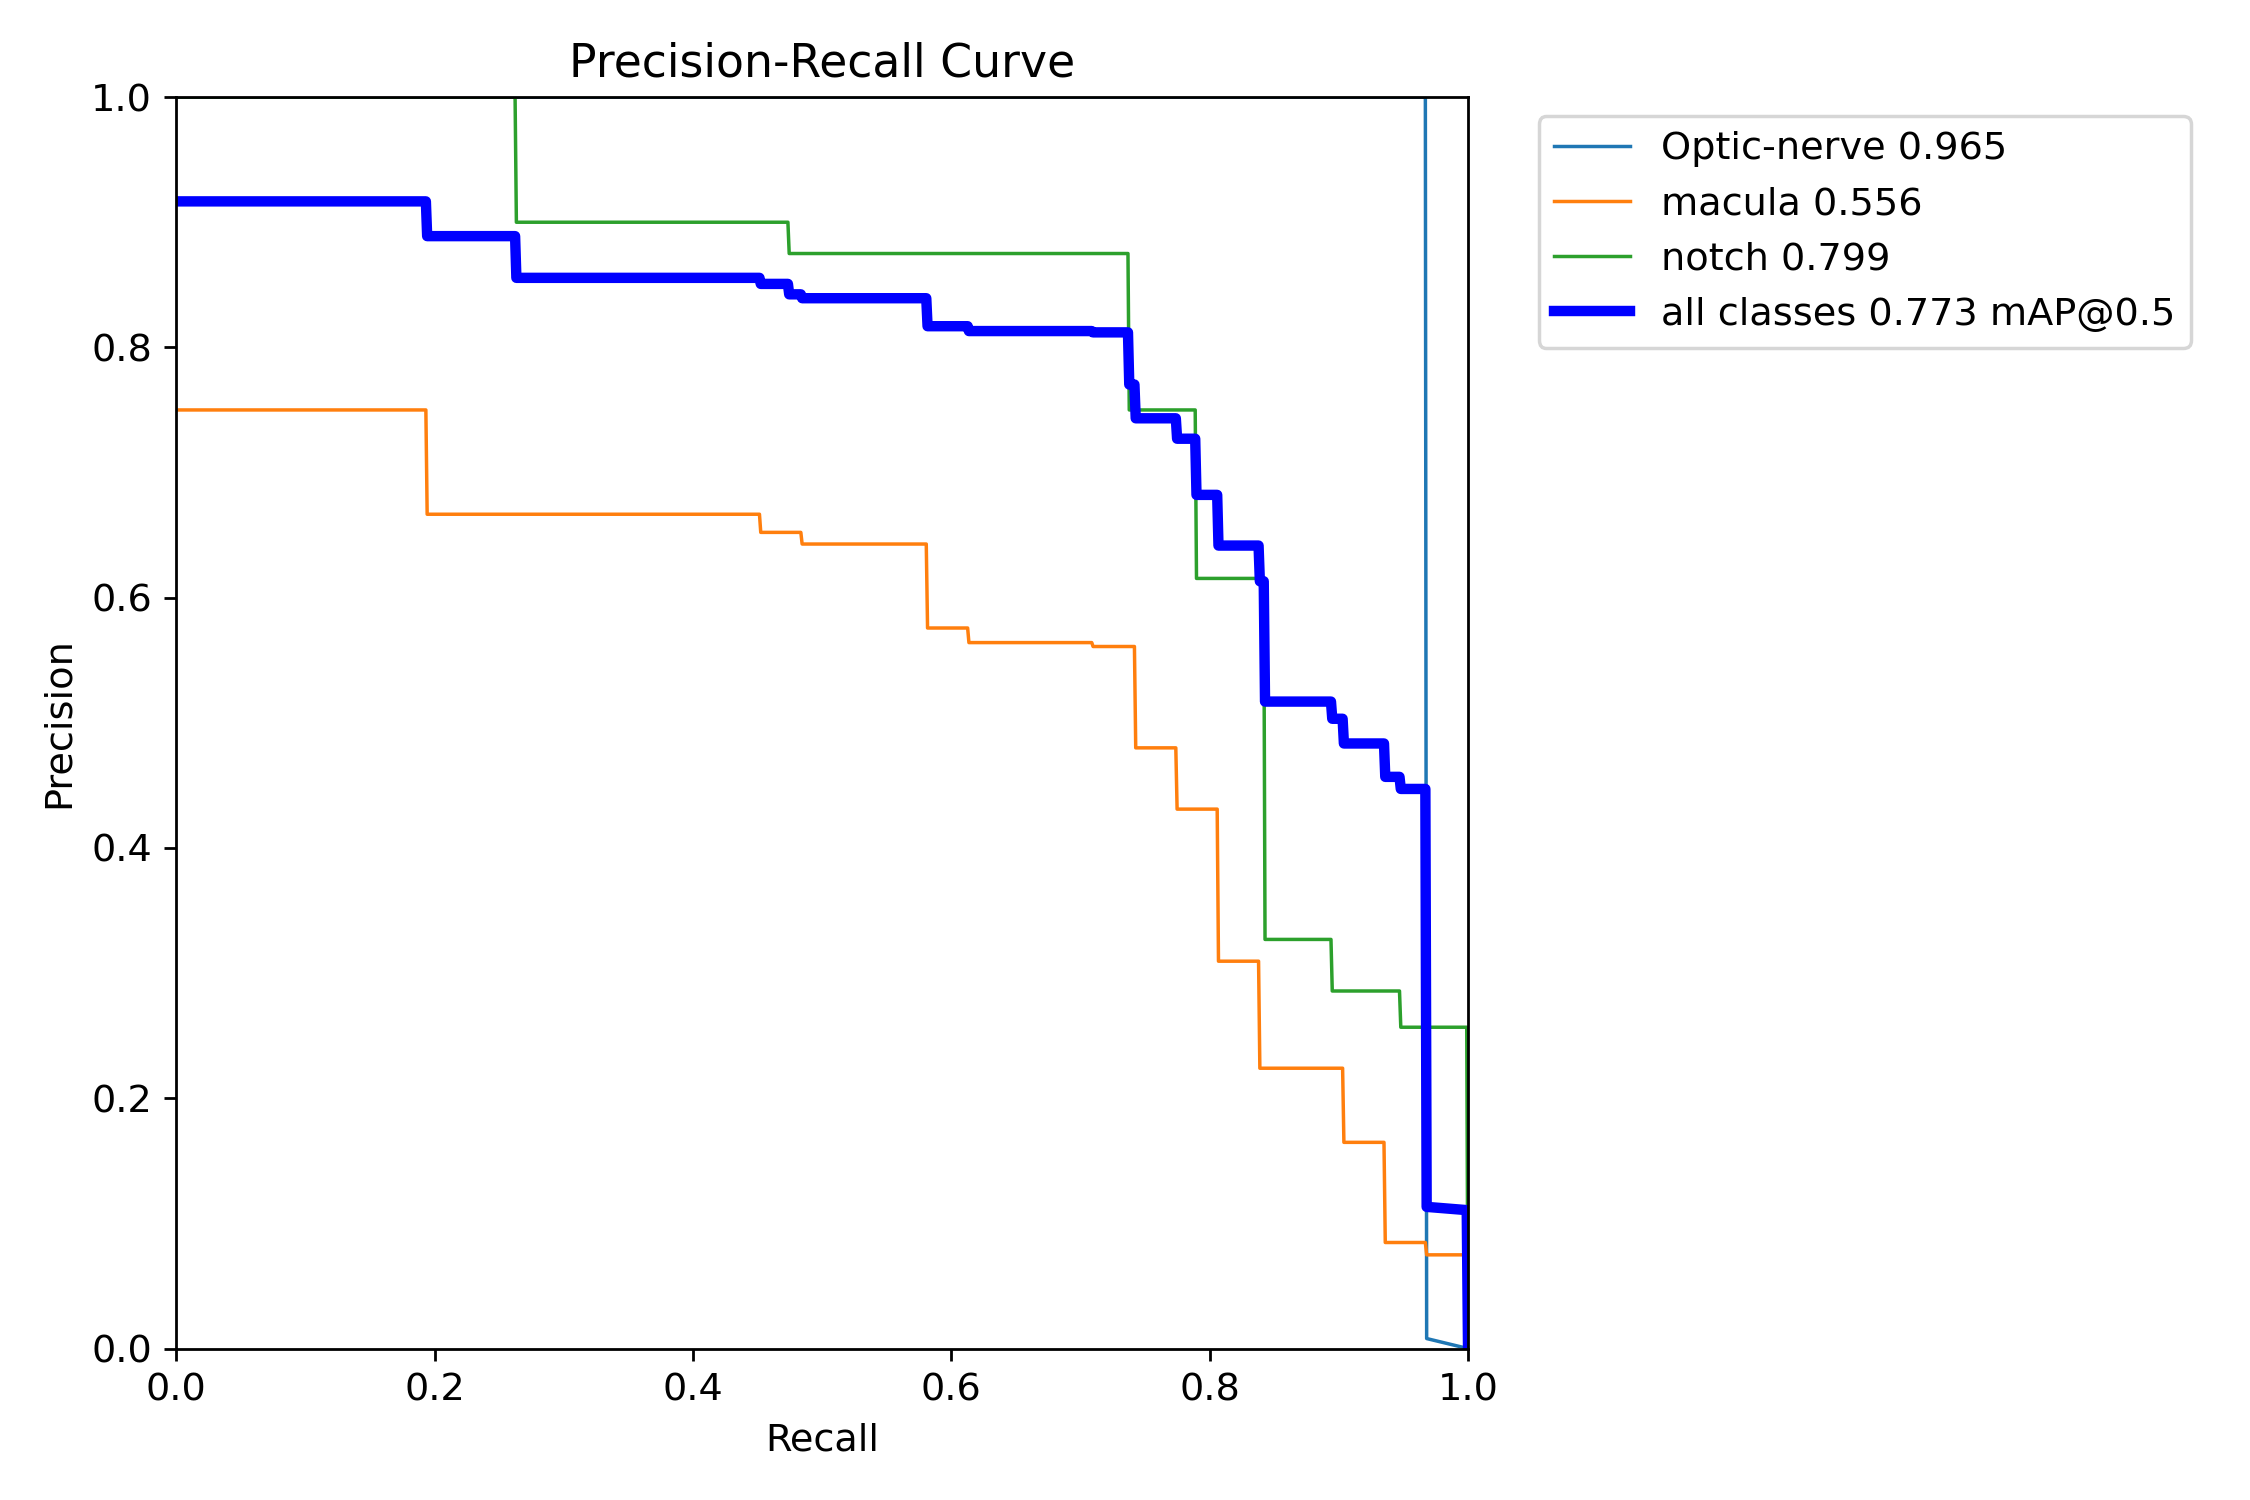 Precision-Recall Curve
1.0
0.8
0.6
0.4
0.2
0.0
Precision
0.0 0.2 0.4 0.6 0.8 1.0
Recall
Optic-nerve 0.965
macula 0.556
notch 0.799
all classes 0.773 mAP@0.5